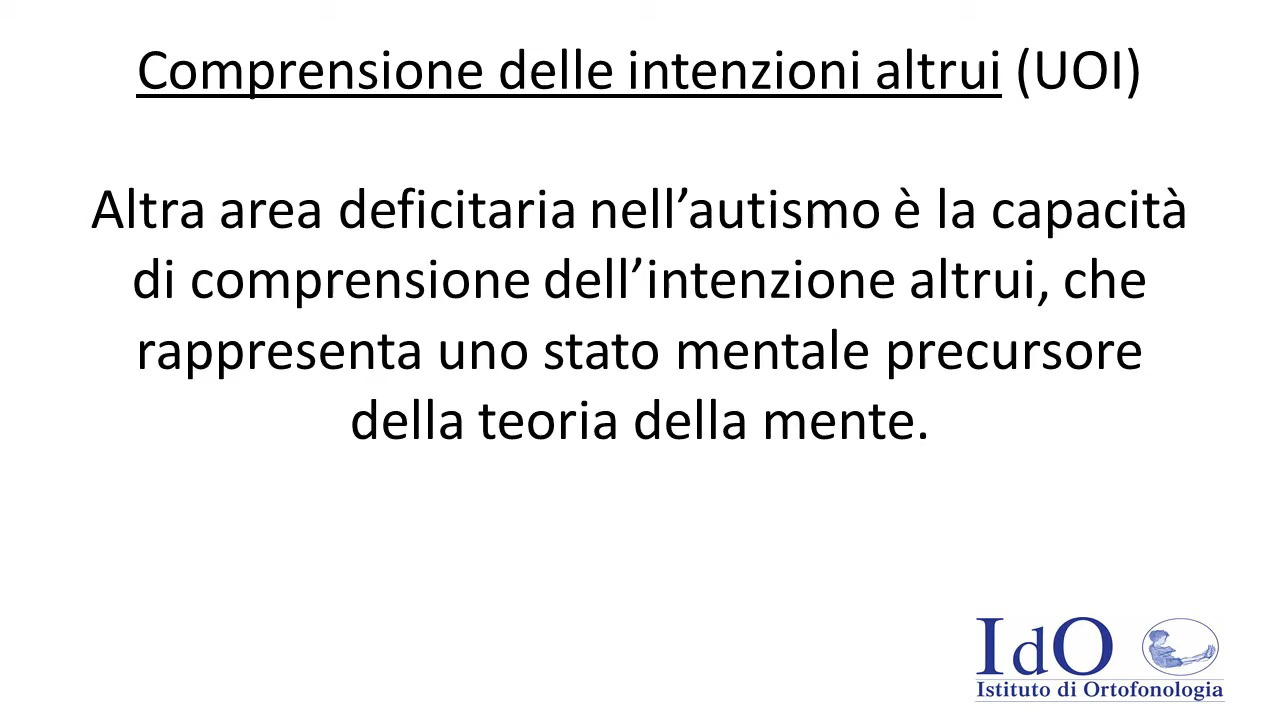 Comprensione delle intenzioni altrui (UOI)
Altra area deficitaria nell’autismo è la capacità
di comprensione dell’intenzione altrui, che
rappresenta uno stato mentale precursore
della teoria della mente.
IdO
Istituto di Ortofonologia